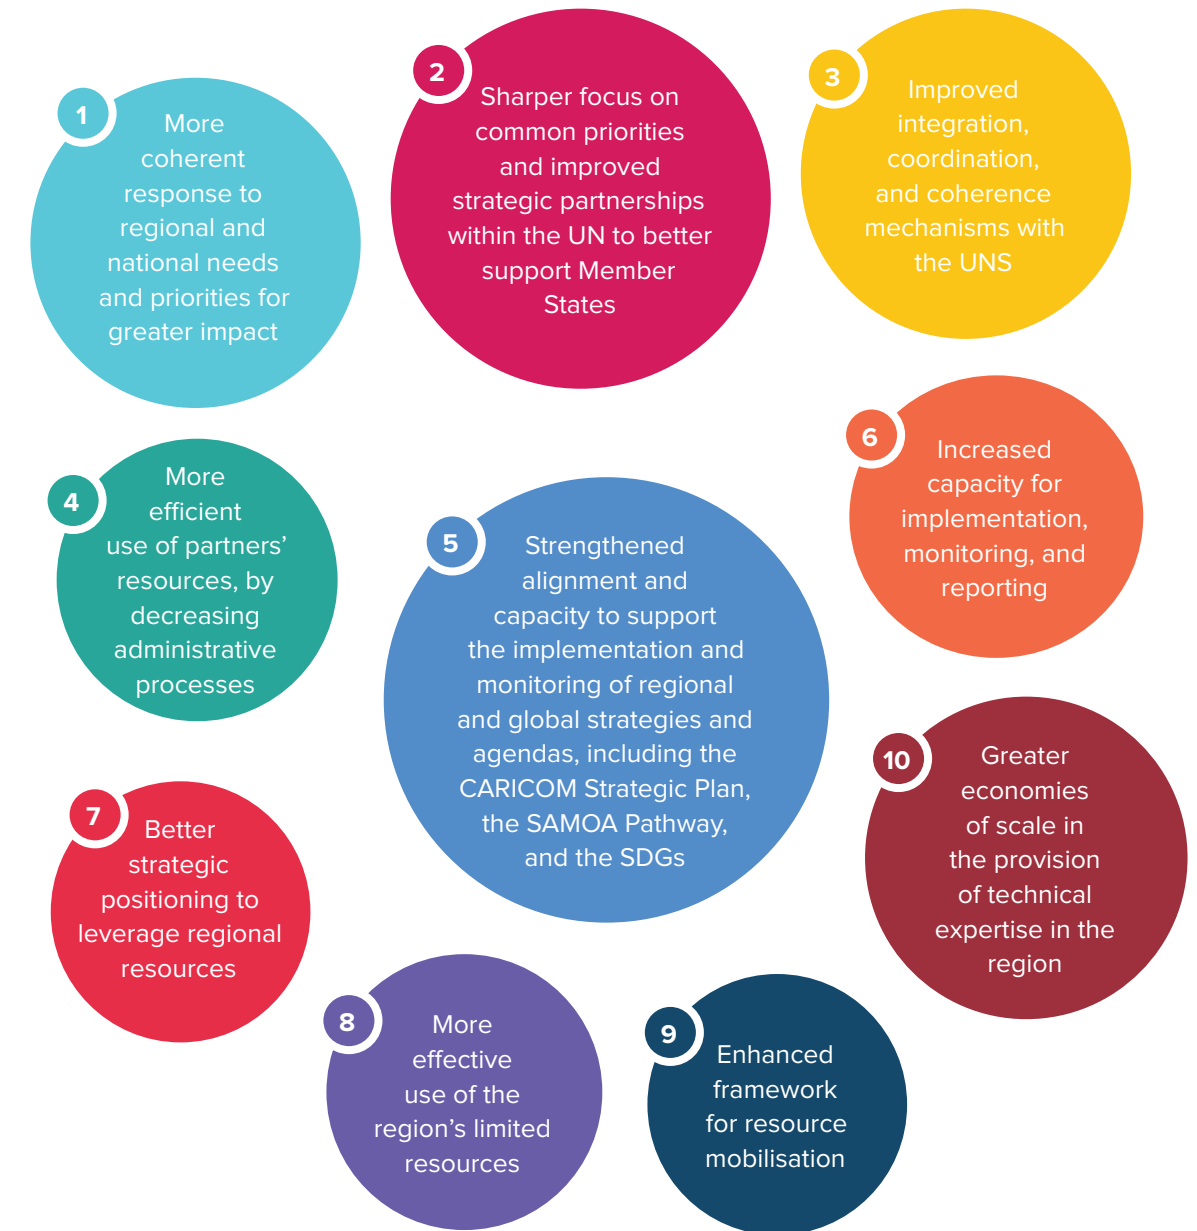 1
More
coherent
response to
regional and
national needs
and priorities for
greater impact
2
Sharper focus on
common priorities
and improved
strategic partnerships
within the UN to better
support Member
States
3
Improved
integration,
coordination,
and coherence
mechanisms with
the UNS
4
More
efficient
use of partners’
resources, by
decreasing
administrative
processes
5
Strengthened
alignment and
capacity to support
the implementation and
monitoring of regional
and global strategies and
agendas, including the
CARICOM Strategic Plan,
the SAMOA Pathway,
and the SDGs
6
Increased
capacity for
implementation,
monitoring, and
reporting
7
Better
strategic
positioning to
leverage regional
resources
8
More
effective
use of the
region’s limited
resources
9
Enhanced
framework
for resource
mobilisation
10
Greater
economies
of scale in
the provision
of technical
expertise in the
region